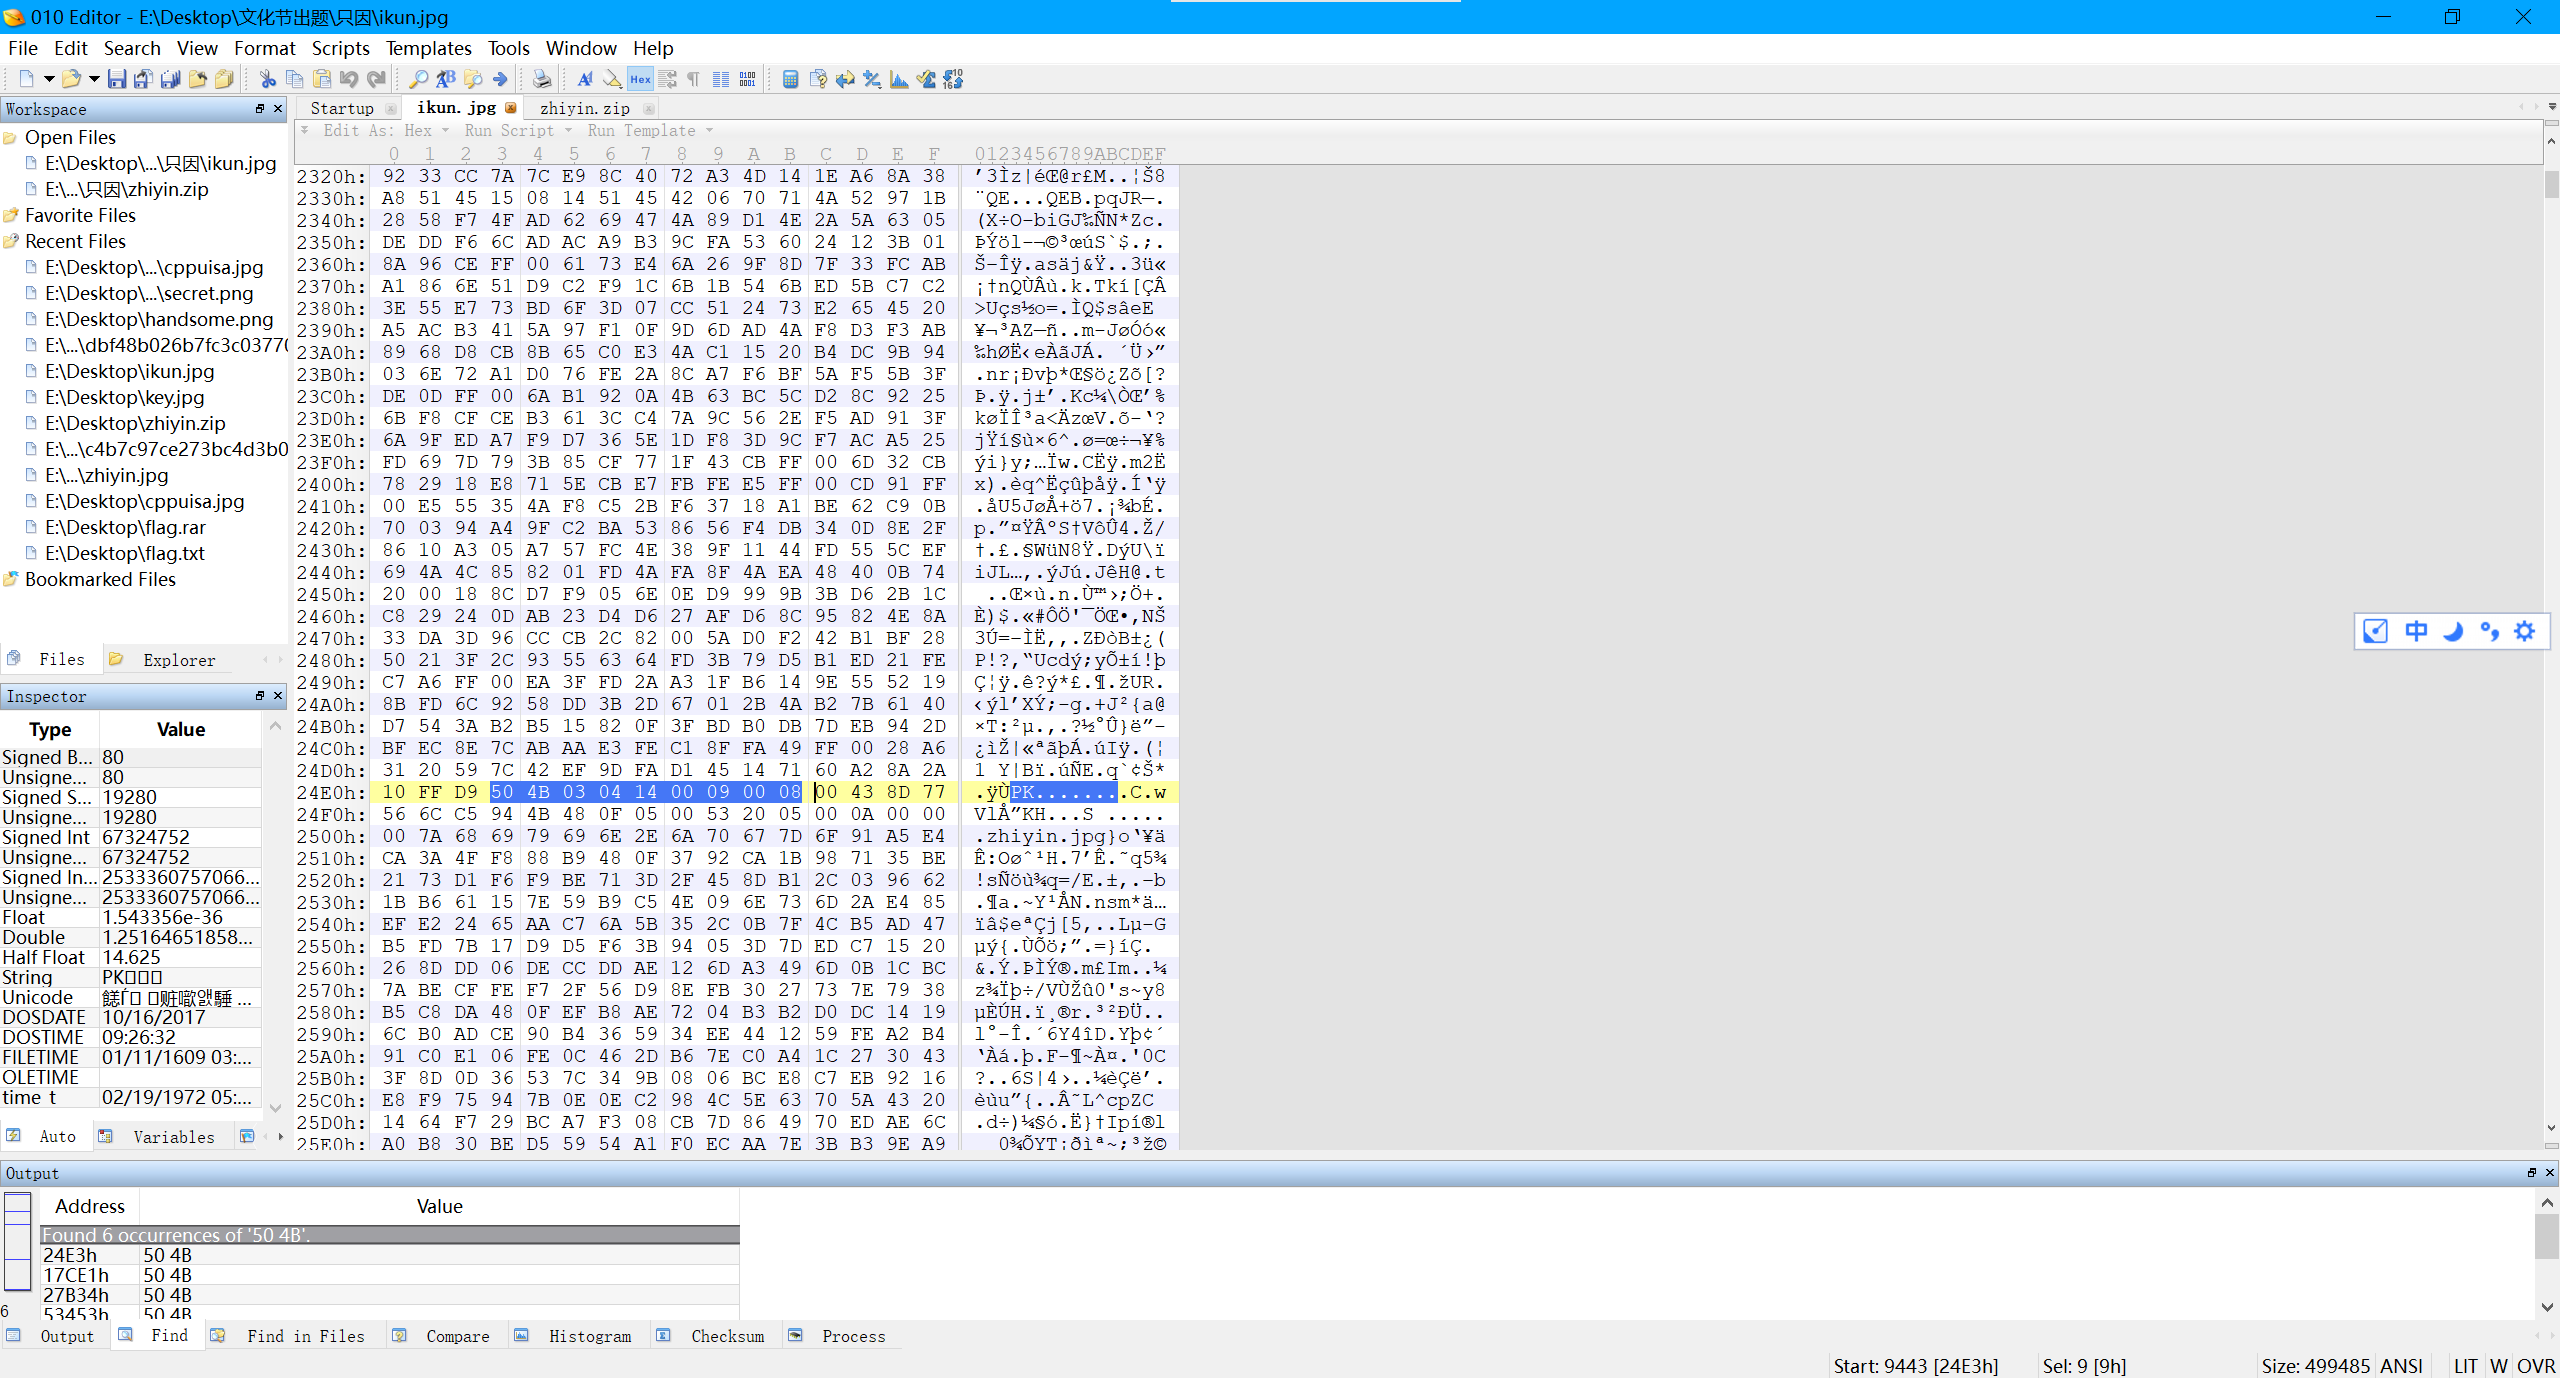 010 Editor - E:\Desktop\文化节出题\只因\ikun.jpg
File Edit Search View Format Scripts Templates Tools Window Help
Workspace
Open Files
E:\Desktop\...\只因\ikun.jpg
E:\...\只因\zhiyin.zip
Favorite Files
Recent Files
E:\Desktop\...\cppuisa.jpg
E:\Desktop\...\secret.png
E:\Desktop\handsome.png
E:\...\dbf48b026b7fc3c0377
E:\Desktop\ikun.jpg
E:\Desktop\key.jpg
E:\Desktop\zhiyin.zip
E:\...\c4b7c97ce273bc4d3b0
E:\...\zhiyin.jpg
E:\Desktop\cppuisa.jpg
E:\Desktop\flag.rar
E:\Desktop\flag.txt
Bookmarked Files
Files Explorer
Inspector
Type Value
Signed B... 80
Unsigne... 80
Signed S... 19280
Unsigne... 19280
Signed Int 67324752
Unsigne... 67324752
Signed In... 2533360757066...
Unsigne... 2533360757066...
Float 1.543356e-36
Double 1.25164651858...
Half Float 14.625
String PK
Unicode
DOSDATE 10/16/2017
DOSTIME 09:26:32
FILETIME 01/11/1609 03:...
OLETIME
time_t 02/19/1972 05:...
Auto Variables
Startup ikun.jpg zhiyin.zip
Edit As: Hex Run Script Run Template
0 1 2 3 4 5 6 7 8 9 A B C D E F 0123456789ABCDEF
2320h: 92 33 CC 7A 7C E9 8C 40 72 A3 4D 14 1E A6 8A 38 ’3Ìz|éŒ@r£M..¦Š8
2330h: A8 51 45 15 08 14 51 45 42 06 70 71 4A 52 97 1B ¨QE...QEB.pqJR—.
2340h: 28 58 F7 4F AD 62 69 47 4A 89 D1 4E 2A 5A 63 05 (X÷O-biGJ‰ÑN*Zc.
2350h: DE DD F6 6C AD AC A9 B3 9C FA 53 60 24 12 3B 01 ÞÝöl-¬©³œúS`$.;.
2360h: 8A 96 CE FF 00 61 73 E4 6A 26 9F 8D 7F 33 FC AB Š–Îÿ.asäj&Ÿ..3ü«
2370h: A1 86 6E 51 D9 C2 F9 1C 6B 1B 54 6B ED 5B C7 C2 ¡†nQÙÂù.k.Tkí[ÇÂ
2380h: 3E 55 E7 73 BD 6F 3D 07 CC 51 24 73 E2 65 45 20 >Uçs½o=.ÌQ$sâeE
2390h: A5 AC B3 41 5A 97 F1 0F 9D 6D AD 4A F8 D3 F3 AB ¥¬³AZ—ñ..m-JøÓó«
23A0h: 89 68 D8 CB 8B 65 C0 E3 4A C1 15 20 B4 DC 9B 94 ‰hØË‹eÀãJÁ. ´Ü›”
23B0h: 03 6E 72 A1 D0 76 FE 2A 8C A7 F6 BF 5A F5 5B 3F .nr¡Ðvþ*Œ§ö¿Zõ[?
23C0h: DE 0D FF 00 6A B1 92 0A 4B 63 BC 5C D2 8C 92 25 Þ.ÿ.j±’.Kc¼\ÒŒ’%
23D0h: 6B F8 CF CE B3 61 3C C4 7A 9C 56 2E F5 AD 91 3F køÏÎ³a<ÄzœV.õ-‘?
23E0h: 6A 9F ED A7 F9 D7 36 5E 1D F8 3D 9C F7 AC A5 25 jŸí§ù×6^.ø=œ÷¬¥%
23F0h: FD 69 7D 79 3B 85 CF 77 1F 43 CB FF 00 6D 32 CB ýi}y;…Ïw.CËÿ.m2Ë
2400h: 78 29 18 E8 71 5E CB E7 FB FE E5 FF 00 CD 91 FF x).èq^Ëçûþåÿ.Í‘ÿ
2410h: 00 E5 55 35 4A F8 C5 2B F6 37 18 A1 BE 62 C9 0B .åU5JøÅ+ö7.¡¾bÉ.
2420h: 70 03 94 A4 9F C2 BA 53 86 56 F4 DB 34 0D 8E 2F p.”¤ŸÂºS†VôÛ4.Ž/
2430h: 86 10 A3 05 A7 57 FC 4E 38 9F 11 44 FD 55 5C EF †.£.§WüN8Ÿ.DýU\ï
2440h: 69 4A 4C 85 82 01 FD 4A FA 8F 4A EA 48 40 0B 74 iJL…‚.ýJú.JêH@.t
2450h: 20 00 18 8C D7 F9 05 6E 0E D9 99 9B 3B D6 2B 1C ..Œ×ù.n.Ù™›;Ö+.
2460h: C8 29 24 0D AB 23 D4 D6 27 AF D6 8C 95 82 4E 8A È)$.«#ÔÖ'¯ÖŒ•‚NŠ
2470h: 33 DA 3D 96 CC CB 2C 82 00 5A D0 F2 42 B1 BF 28 3Ú=–ÌË,‚.ZÐòB±¿(
2480h: 50 21 3F 2C 93 55 63 64 FD 3B 79 D5 B1 ED 21 FE P!?,“Ucdý;yÕ±í!þ
2490h: C7 A6 FF 00 EA 3F FD 2A A3 1F B6 14 9E 55 52 19 Ç¦ÿ.ê?ý*£.¶.žUR.
24A0h: 8B FD 6C 92 58 DD 3B 2D 67 01 2B 4A B2 7B 61 40 ‹ýl’XÝ;-g.+J²{a@
24B0h: D7 54 3A B2 B5 15 82 0F 3F BD B0 DB 7D EB 94 2D ×T:²µ.‚.?½°Û}ë”-
24C0h: BF EC 8E 7C AB AA E3 FE C1 8F FA 49 FF 00 28 A6 ¿ìŽ|«ªãþÁ.úIÿ.(¦
24D0h: 31 20 59 7C 42 EF 9D FA D1 45 14 71 60 A2 8A 2A 1 Y|Bï.úÑE.q`¢Š*
24E0h: 10 FF D9 50 4B 03 04 14 00 09 00 08 00 43 8D 77 .ÿÙPK........C.w
24F0h: 56 6C C5 94 4B 48 0F 05 00 53 20 05 00 0A 00 00 VlÅ”KH...S .....
2500h: 00 7A 68 69 79 69 6E 2E 6A 70 67 7D 6F 91 A5 E4 .zhiyin.jpg}o‘¥ä
2510h: CA 3A 4F F8 88 B9 48 0F 37 92 CA 1B 98 71 35 BE Ê:Oøˆ¹H.7’Ê.˜q5¾
2520h: 21 73 D1 F6 F9 BE 71 3D 2F 45 8D B1 2C 03 96 62 !sÑöù¾q=/E.±,.–b
2530h: 1B B6 61 15 7E 59 B9 C5 4E 09 6E 73 6D 2A E4 85 .¶a.~Y¹ÅN.nsm*ä…
2540h: EF E2 24 65 AA C7 6A 5B 35 2C 0B 7F 4C B5 AD 47 ïâ$eªÇj[5,..Lµ-G
2550h: B5 FD 7B 17 D9 D5 F6 3B 94 05 3D 7D ED C7 15 20 µý{.ÙÕö;”.=}íÇ.
2560h: 26 8D DD 06 DE CC DD AE 12 6D A3 49 6D 0B 1C BC &.Ý.ÞÌÝ®.m£Im..¼
2570h: 7A BE CF FE F7 2F 56 D9 8E FB 30 27 73 7E 79 38 z¾Ïþ÷/VÙŽû0's~y8
2580h: B5 C8 DA 48 0F EF B8 AE 72 04 B3 B2 D0 DC 14 19 µÈÚH.ï¸®r.³²ÐÜ..
2590h: 6C B0 AD CE 90 B4 36 59 34 EE 44 12 59 FE A2 B4 l°-Î.´6Y4îD.Yþ¢´
25A0h: 91 C0 E1 06 FE 0C 46 2D B6 7E C0 A4 1C 27 30 43 ‘Àá.þ.F-¶~À¤.'0C
25B0h: 3F 8D 0D 36 53 7C 34 9B 08 06 BC E8 C7 EB 92 16 ?..6S|4›..¼èÇë’.
25C0h: E8 F9 75 94 7B 0E 0E C2 98 4C 5E 63 70 5A 43 20 èùu”{..Â˜L^cpZC
25D0h: 14 64 F7 29 BC A7 F3 08 CB 7D 86 49 70 ED AE 6C .d÷)¼§ó.Ë}†Ipí®l
25E0h: A0 B8 30 BE D5 59 54 A1 F0 EC AA 7E 3B B3 9E A9 ¸0¾ÕYT¡ðìª~;³ž©
中
Output
Address Value
Found 6 occurrences of '50 4B'.
24E3h 50 4B
17CE1h 50 4B
27B34h 50 4B
53453h 50 4B
6
Output Find Find in Files Compare Histogram Checksum Process
Start: 9443 [24E3h] Sel: 9 [9h] Size: 499485 ANSI LIT W OVR